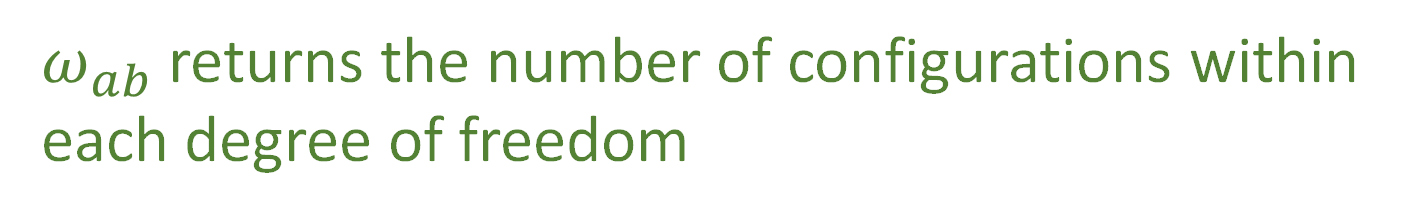 𝜔𝑎𝑏 returns the number of configurations within
each degree of freedom